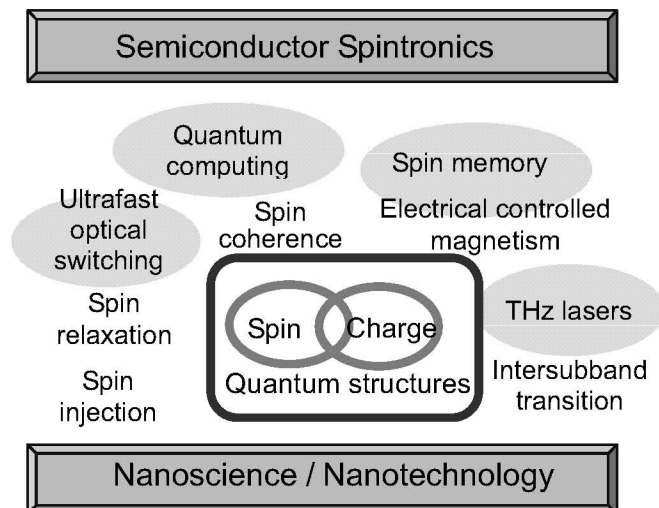 Semiconductor Spintronics
Quantum
computing
Spin memory
Ultrafast
optical
switching
Spin
coherence
Electrical controlled
magnetism
Spin
relaxation
Spin Charge
THz lasers
Quantum structures
Intersubband
transition
Spin
injection
Nanoscience / Nanotechnology